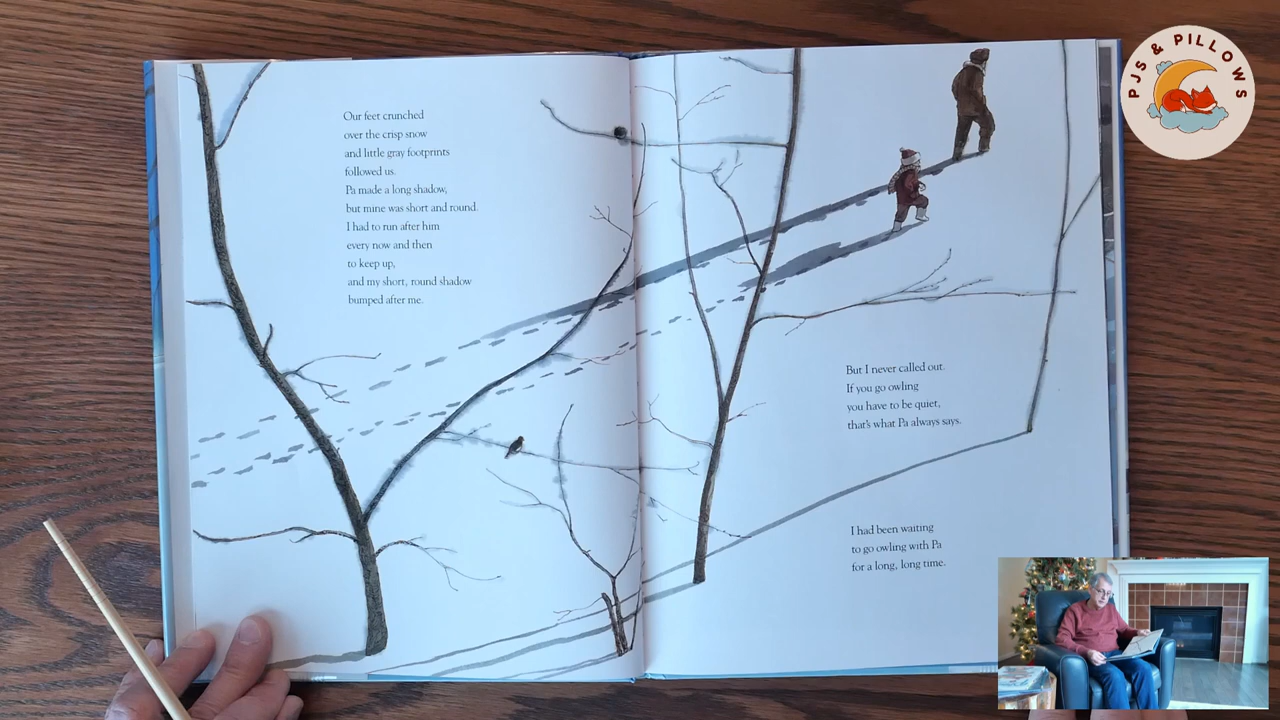 Our feet crunched
over the crisp snow
and little gray footprints
followed us.
Pa made a long shadow,
but mine was short and round.
I had to run after him
every now and then
to keep up,
and my short, round shadow
bumped after me.
But I never called out.
If you go owling
you have to be quiet,
that's what Pa always says.
I had been waiting
to go owling with Pa
for a long, long time.
PJS & PILLOWS